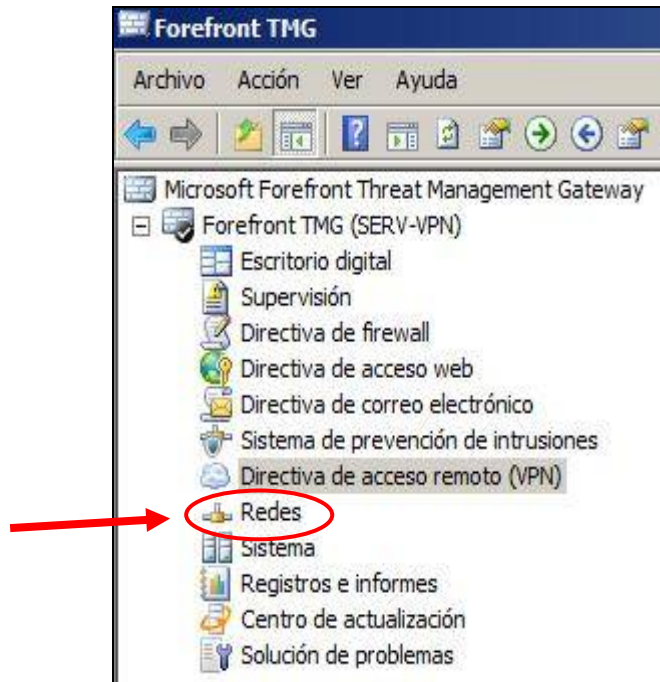 Forefront TMG
Archivo Acción Ver Ayuda
Microsoft Forefront Threat Management Gateway
Forefront TMG (SERV-VPN)
Escritorio digital
Supervisión
Directiva de firewall
Directiva de acceso web
Directiva de correo electrónico
Sistema de prevención de intrusiones
Directiva de acceso remoto (VPN)
Redes
Sistema
Registros e informes
Centro de actualización
Solución de problemas